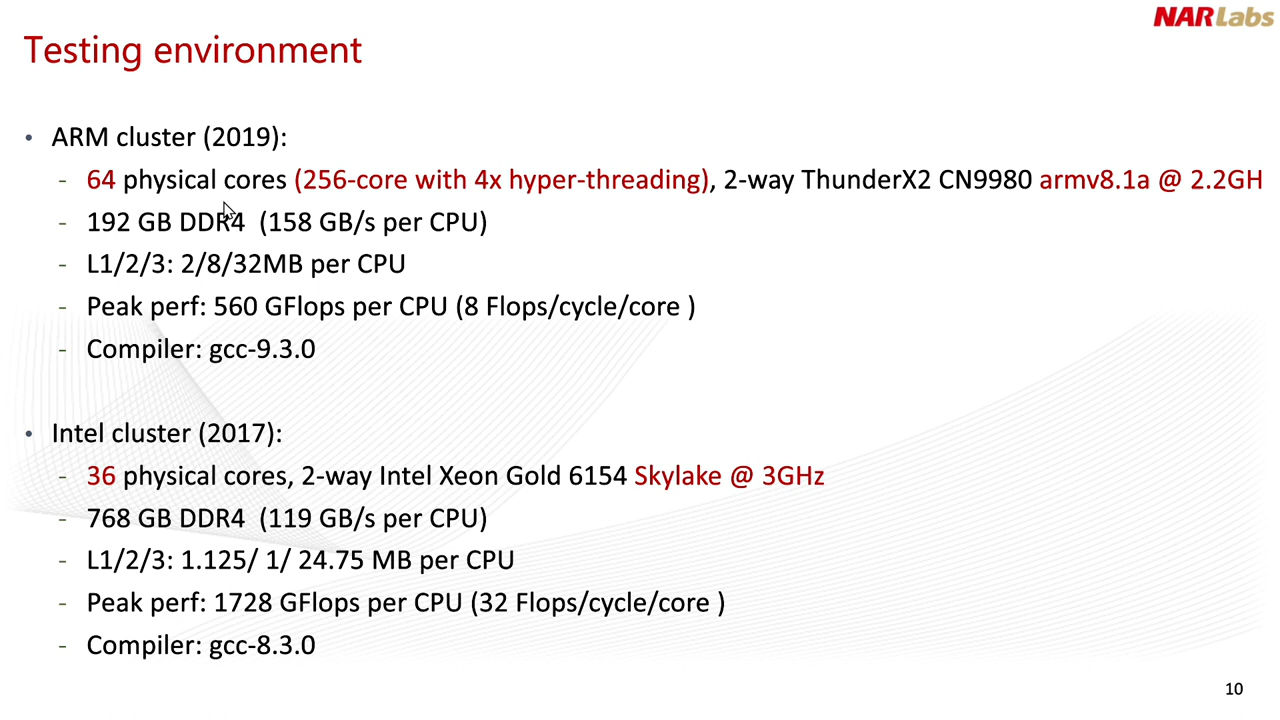 NARLabs
Testing environment
• ARM cluster (2019):
- 64 physical cores (256-core with 4x hyper-threading), 2-way ThunderX2 CN9980 armv8.1a @ 2.2GH
- 192 GB DDR4 (158 GB/s per CPU)
- L1/2/3: 2/8/32MB per CPU
- Peak perf: 560 GFlops per CPU (8 Flops/cycle/core )
- Compiler: gcc-9.3.0
• Intel cluster (2017):
- 36 physical cores, 2-way Intel Xeon Gold 6154 Skylake @ 3GHz
- 768 GB DDR4 (119 GB/s per CPU)
- L1/2/3: 1.125/ 1/ 24.75 MB per CPU
- Peak perf: 1728 GFlops per CPU (32 Flops/cycle/core )
- Compiler: gcc-8.3.0
10